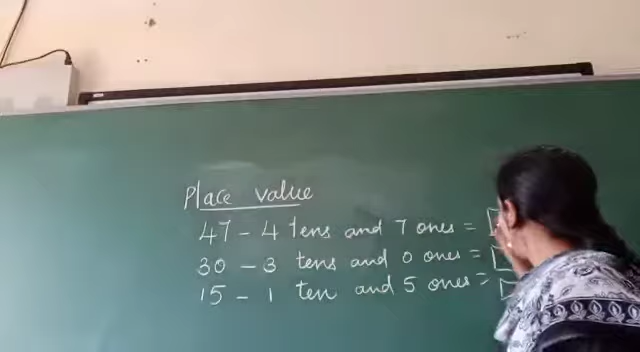 Place value
47 - 4 tens and 7 ones =
30 - 3 tens and 0 ones =
15 - 1 ten and 5 ones =